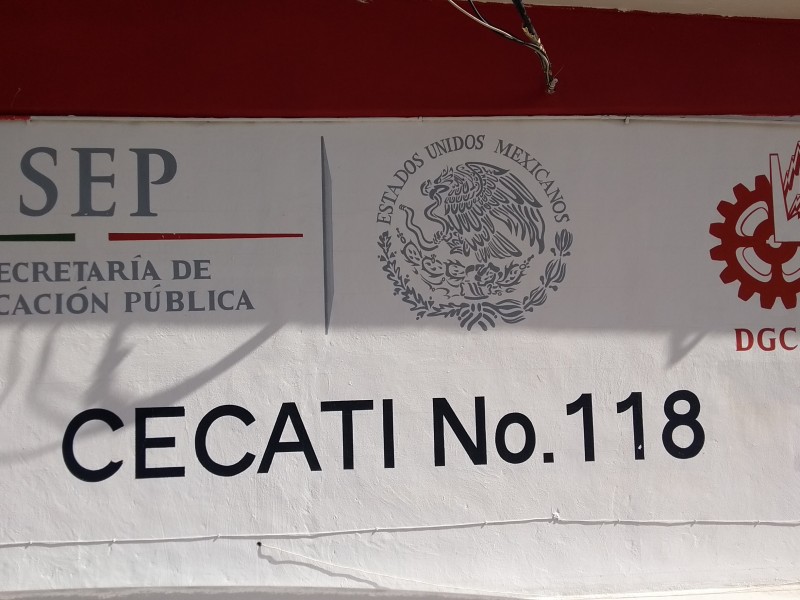 SEP
ECRETARÍA DE
CACIÓN PÚBLICA
ESTADOS UNIDOS MEXICANOS
DGC
CECATI No.118